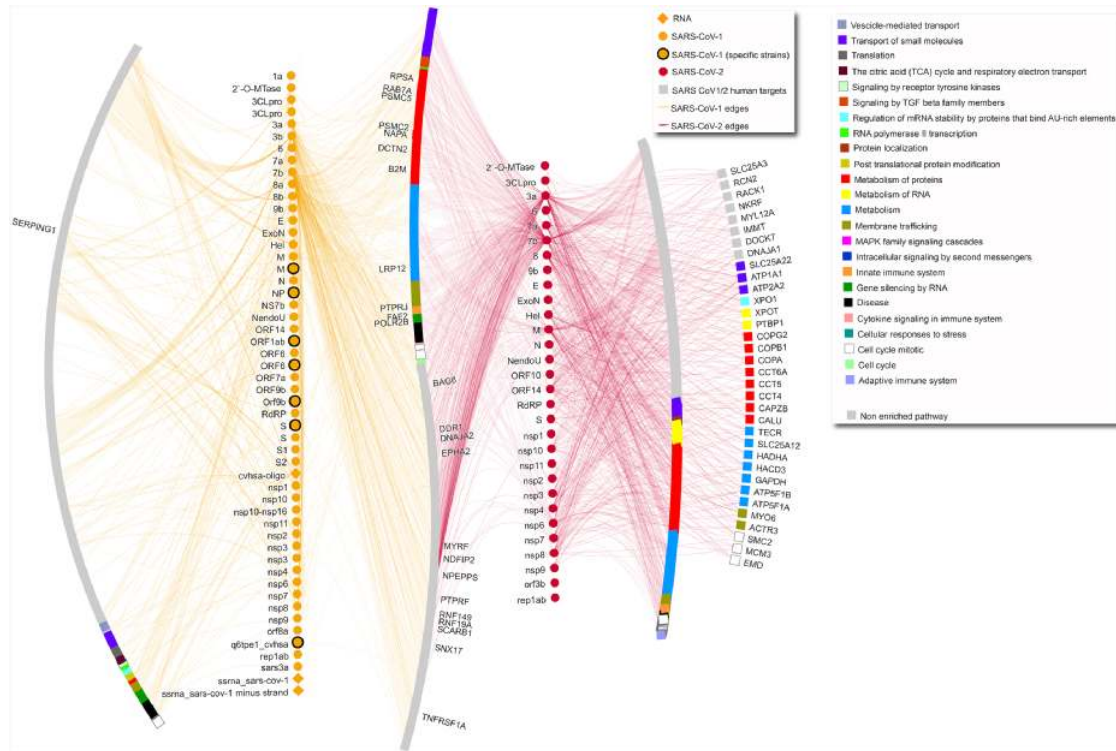 SERPING1
1a
2'-O-MTase
3CLpro
3CLpro
3a
3b
6
7a
7b
8a
8b
9b
E
ExoN
Hel
M
M
N
NP
NS7b
NendoU
ORF14
ORF1ab
ORF6
ORF6
ORF7a
ORF9b
Orf9b
RdRP
S
S
S1
S2
cvhsa-oligo
nsp1
nsp10
nsp10-nsp16
nsp11
nsp2
nsp3
nsp3
nsp4
nsp6
nsp7
nsp8
nsp9
orf8a
q6tpe1_cvhsa
rep1ab
sars3a
ssrna_sars-cov-1
ssrna_sars-cov-1 minus strand
RPSA
RAB7A
PSMC5
PSMC2
NAPA
DCTN2
B2M
LRP12
PTPRJ
FAF2
POLR2B
BAG6
DDR1
DNAJA2
EPHA2
MYRF
NDFIP2
NPEPPS
PTPRF
RNF149
RNF19A
SCARB1
SNX17
TNFRSF1A
RNA
SARS-CoV-1
SARS-CoV-1 (specific strains)
SARS-CoV-2
SARS CoV1/2 human targets
SARS-CoV-1 edges
SARS-CoV-2 edges
2'-O-MTase
3CLpro
3a
6
7a
7b
8
9b
E
ExoN
Hel
M
N
NendoU
ORF10
ORF14
RdRP
S
nsp1
nsp10
nsp11
nsp2
nsp3
nsp4
nsp6
nsp7
nsp8
nsp9
orf3b
rep1ab
SLC25A3
RCN2
RACK1
NKRF
MYL12A
IMMT
DOCK7
DNAJA1
SLC25A22
ATP1A1
ATP2A2
XPO1
XPOT
PTBP1
COPG2
COPB1
COPA
CCT6A
CCT5
CCT4
CAPZB
CALU
TECR
SLC25A12
HADHA
HACD3
GAPDH
ATP5F1B
ATP5F1A
MYO6
ACTR3
SMC2
MCM3
EMD
Vescicle-mediated transport
Transport of small molecules
Translation
The citric acid (TCA) cycle and respiratory electron transport
Signaling by receptor tyrosine kinases
Signaling by TGF beta family members
Regulation of mRNA stability by proteins that bind AU-rich elements
RNA polymerase II transcription
Protein localization
Post translational protein modification
Metabolism of proteins
Metabolism of RNA
Metabolism
Membrane trafficking
MAPK family signaling cascades
Intracellular signaling by second messengers
Innate immune system
Gene silencing by RNA
Disease
Cytokine signaling in immune system
Cellular responses to stress
Cell cycle mitotic
Cell cycle
Adaptive immune system
Non enriched pathway